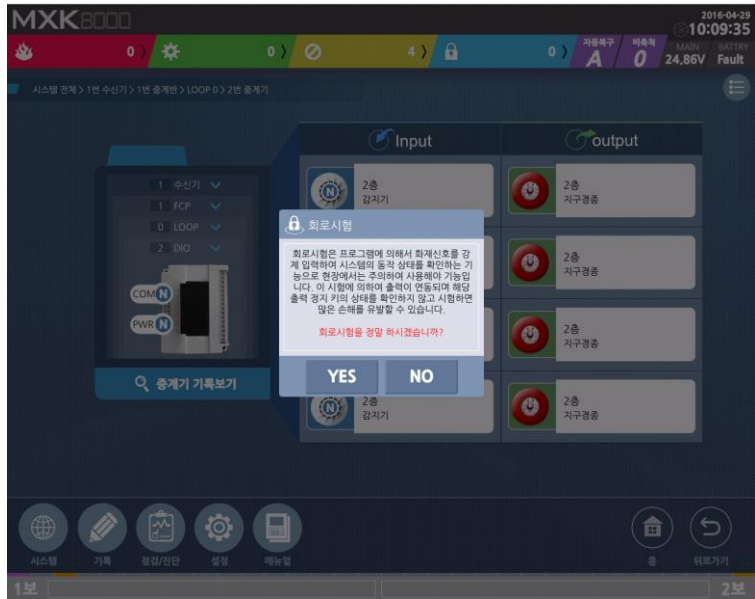 MXK8000
2016-04-29
10:09:35
0 〉
0 〉
4 〉
0 〉
자동복구
A
비축적
0
MAIN
24.86V
BATTRY
Fault
시스템 전체 > 1번 수신기 > 1번 중계반 > LOOP 0 > 2번 중계기
Input
output
1 수신기
1 FCP
0 LOOP
2 DIO
COM N
PWR N
중계기 기록보기
N
2층
감지기
2층
지구경종
2층
지구경종
2층
지구경종
N
2층
감지기
2층
지구경종
회로시험
회로시험은 프로그램에 의해서 화재신호를 강
제 입력하여 시스템의 동작 상태를 확인하는 기
능으로 현장에서는 주의하여 사용해야 기능입
니다. 이 시험에 의하여 출력이 연동되며 해당
출력 정지 키의 상태를 확인하지 않고 시험하면
많은 손해를 유발할 수 있습니다.
회로시험을 정말 하시겠습니까?
YES
NO
시스템
기록
점검/진단
설정
메뉴얼
홈
뒤로가기
1보
2보